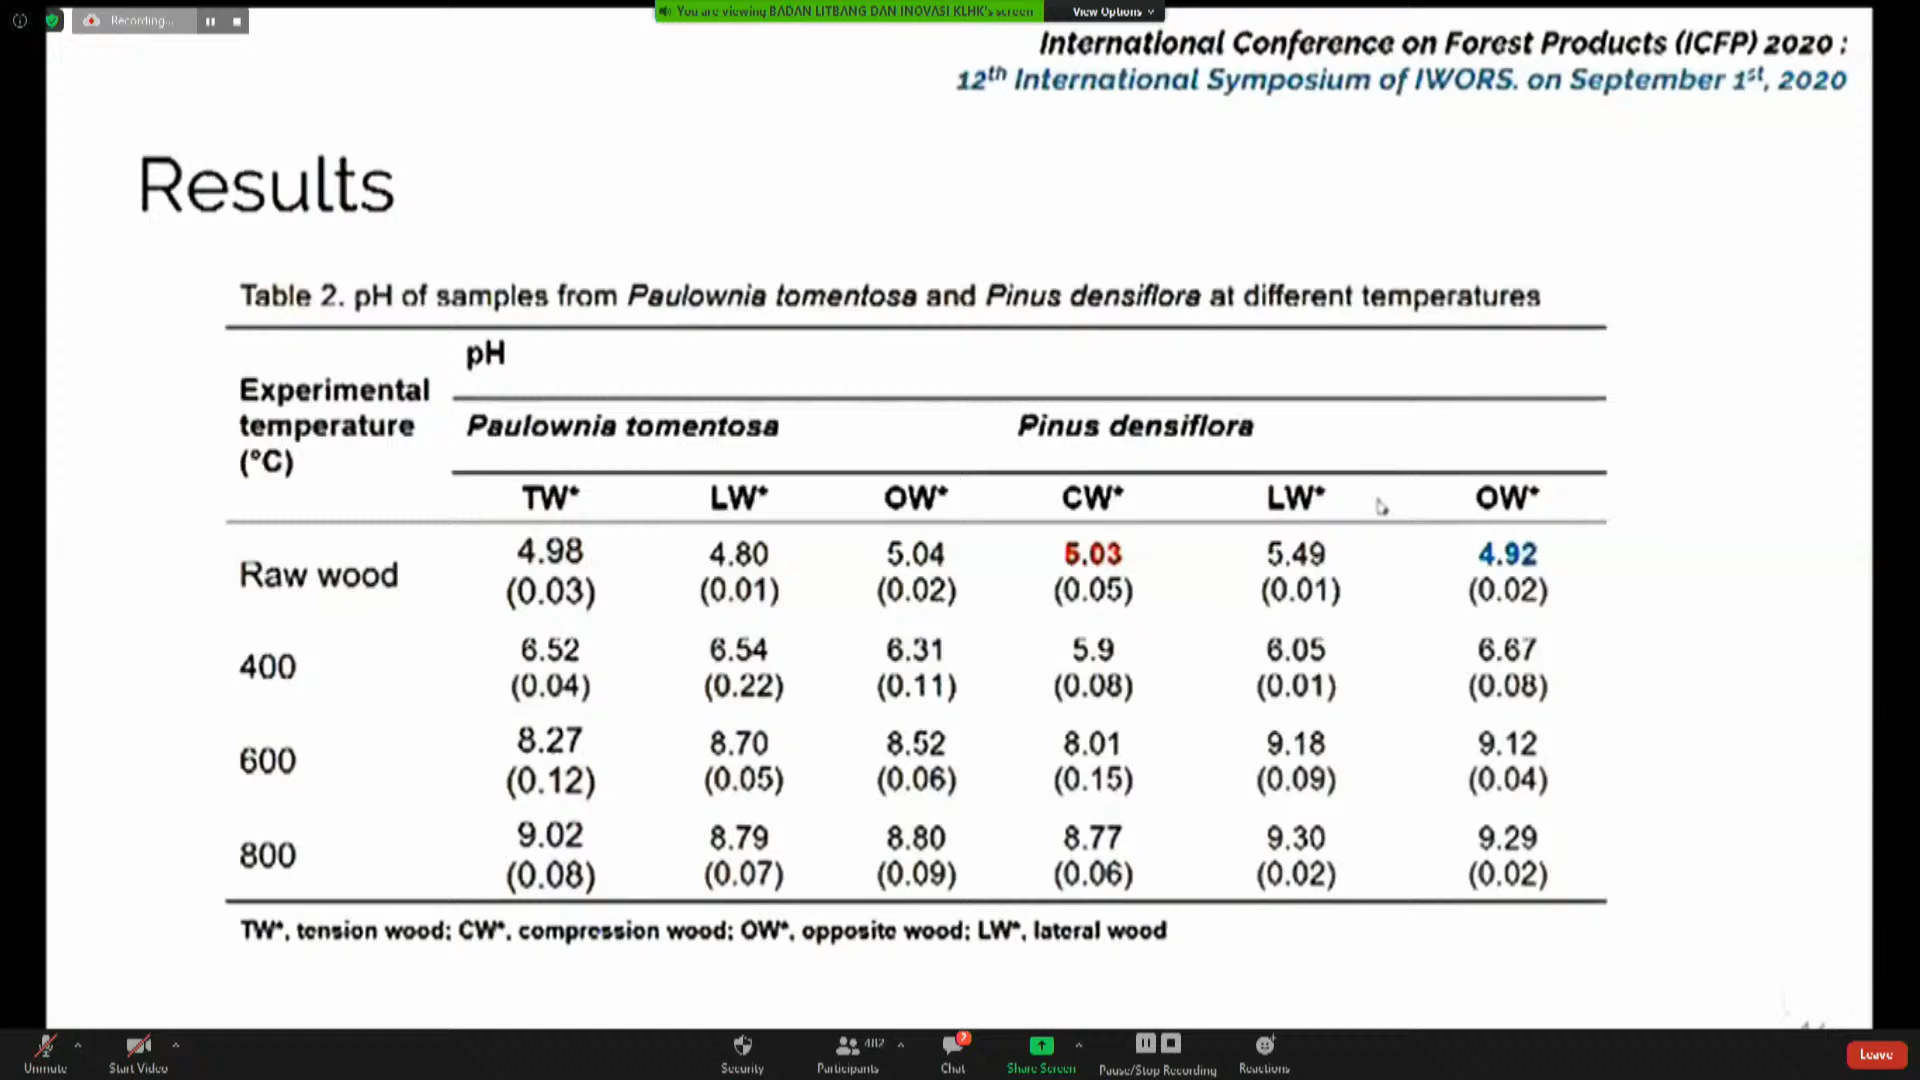 Recording...
You are viewing BADAN LITBANG DAN INOVASI KLHK's screen
View Options
International Conference on Forest Products (ICFP) 2020 :
12th International Symposium of IWORS. on September 1st, 2020
Results
Table 2. pH of samples from Paulownia tomentosa and Pinus densiflora at different temperatures
Experimental temperature (°C) pH
Paulownia tomentosa Pinus densiflora
TW* LW* OW* CW* LW* OW*
Raw wood 4.98 4.80 5.04 5.03 5.49 4.92
(0.03) (0.01) (0.02) (0.05) (0.01) (0.02)
400 6.52 6.54 6.31 5.9 6.05 6.67
(0.04) (0.22) (0.11) (0.08) (0.01) (0.08)
600 8.27 8.70 8.52 8.01 9.18 9.12
(0.12) (0.05) (0.06) (0.15) (0.09) (0.04)
800 9.02 8.79 8.80 8.77 9.30 9.29
(0.08) (0.07) (0.09) (0.06) (0.02) (0.02)
TW*, tension wood; CW*, compression wood; OW*, opposite wood; LW*, lateral wood
Unmute Start Video Security Participants Chat Share Screen Pause/Stop Recording Reactions Leave